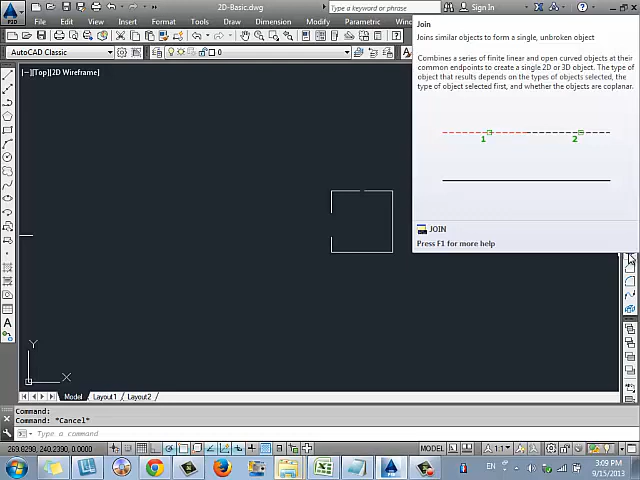 2D-Basic.dwg
Type a keyword or phrase
Sign In
P&ID
File
Edit
View
Insert
Format
Tools
Draw
Dimension
Modify
Parametric
AutoCAD Classic
0
[−][Top][2D Wireframe]
Join
Joins similar objects to form a single, unbroken object
Combines a series of finite linear and open curved objects at their
common endpoints to create a single 2D or 3D object. The type of
object that results depends on the types of objects selected, the
type of object selected first, and whether the objects are coplanar.
1
2
JOIN
Press F1 for more help
A
Y
X
Model
Layout1
Layout2
Command:
Command: *Cancel*
Type a command
MODEL
1:1
EN
3:09 PM
9/15/2013